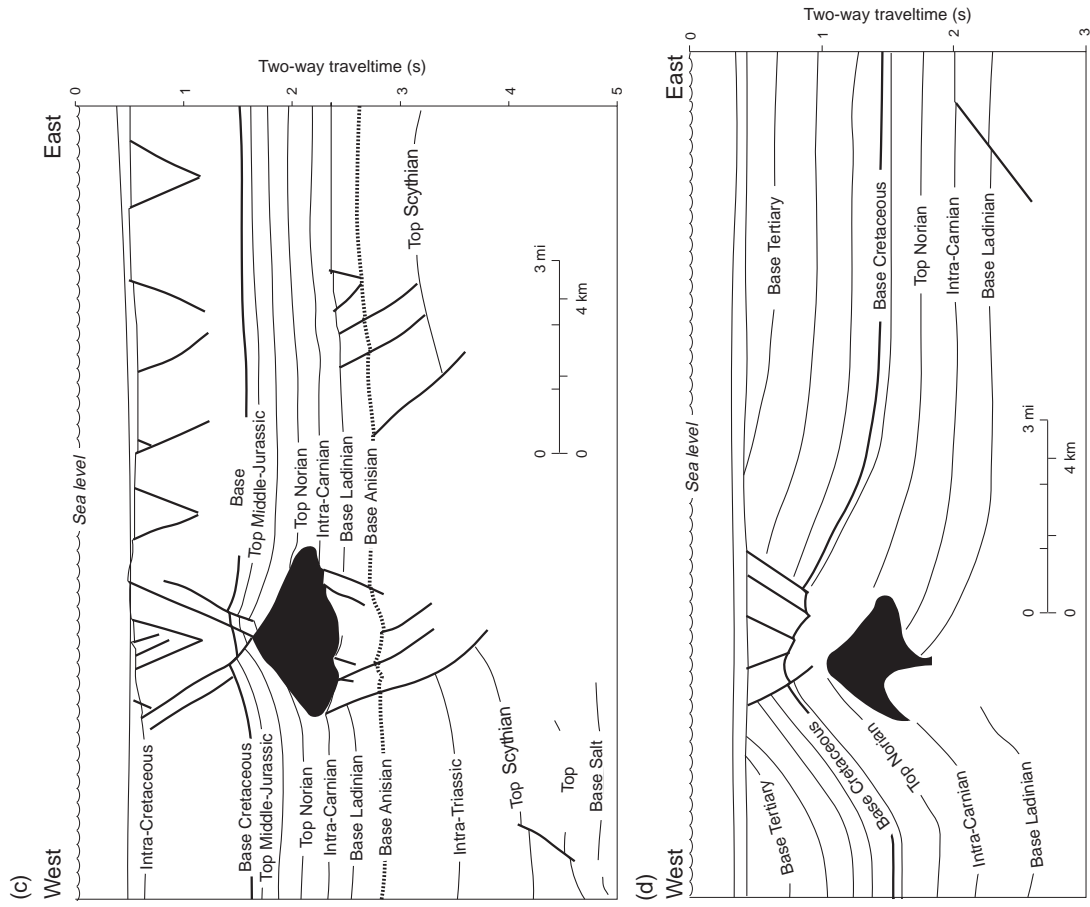 (c)
West
East
Sea level
Two-way traveltime (s)
0
1
2
3
4
5
Intra-Cretaceous
Base Cretaceous
Top Middle-Jurassic
Top Norian
Intra-Carnian
Base Ladinian
Base Anisian
Intra-Triassic
Top Scythian
Top
Base Salt
Base
Top Middle-Jurassic
Top Norian
Intra-Carnian
Base Ladinian
Base Anisian
Top Scythian
0 3 mi
0 4 km
(d)
West
East
Sea level
Two-way traveltime (s)
0
1
2
3
Base Tertiary
Base Cretaceous
Base Cretaceous
Top Norian
Intra-Carnian
Base Ladinian
Base Tertiary
Base Cretaceous
Top Norian
Intra-Carnian
Base Ladinian
0 3 mi
0 4 km